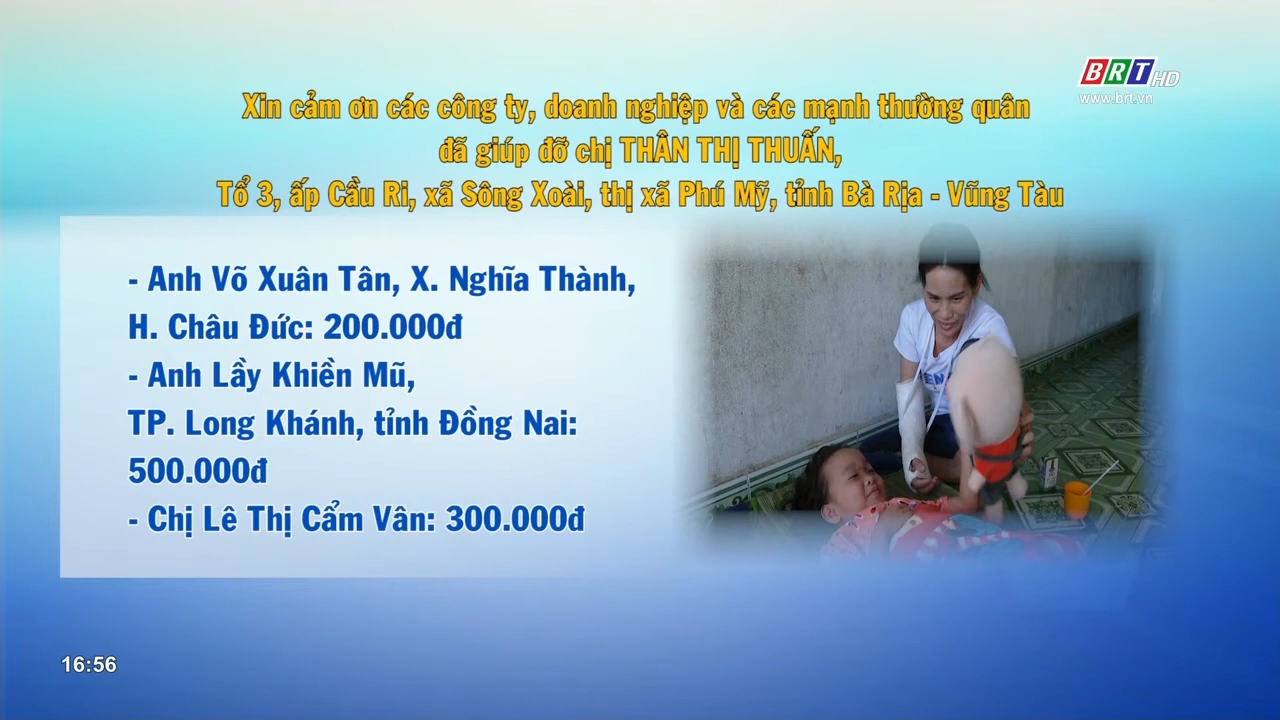 BRT HD
www.brt.vn
Xin cảm ơn các công ty, doanh nghiệp và các mạnh thường quân
đã giúp đỡ chị THÂN THỊ THUẤN,
Tổ 3, ấp Cầu Ri, xã Sông Xoài, thị xã Phú Mỹ, tỉnh Bà Rịa - Vũng Tàu
- Anh Võ Xuân Tân, X. Nghĩa Thành,
H. Châu Đức: 200.000đ
- Anh Lầy Khiền Mũ,
TP. Long Khánh, tỉnh Đồng Nai:
500.000đ
- Chị Lê Thị Cẩm Vân: 300.000đ
16:56